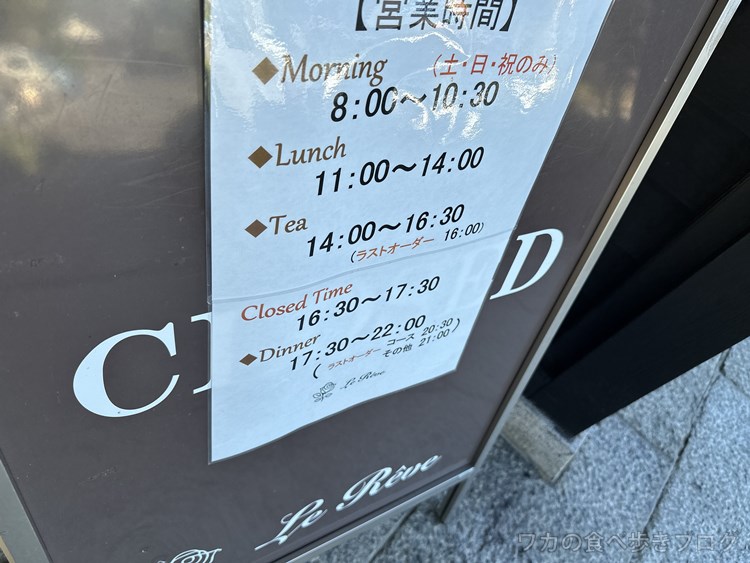 【営業時間】
◆Morning (土・日・祝のみ)
8:00～10:30
◆Lunch
11:00～14:00
◆Tea
14:00～16:30
(ラストオーダー 16:00)
Closed Time
16:30～17:30
◆Dinner
17:30～22:00
(ラストオーダー コース 20:30
その他 21:00)
Le Rêve
C D
Le Rêve
ワカの食べ歩きブログ